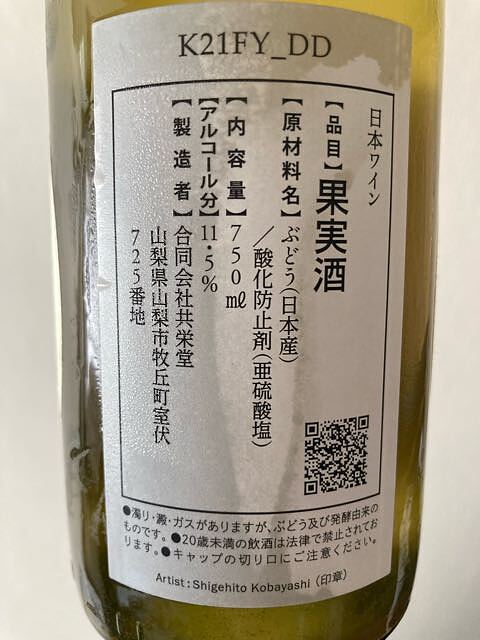 K21FY_DD
日本ワイン
【品目】果実酒
【原材料名】ぶどう(日本産)
／酸化防止剤(亜硫酸塩)
【内容量】750㎖
【アルコール分】11・5%
【製造者】合同会社共栄堂
山梨県山梨市牧丘町室伏
725番地
●濁り・澱・ガスがありますが、ぶどう及び発酵由来の
ものです。●20歳未満の飲酒は法律で禁止されてお
ります。●キャップの切り口にご注意ください。
Artist:Shigehito Kobayashi (印章)